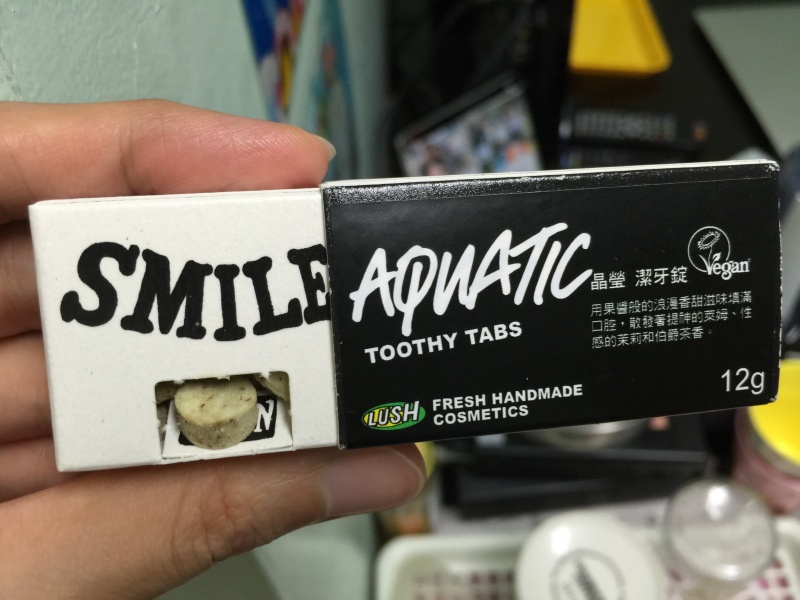 SMILE
AQUATIC
TOOTHY TABS
晶瑩 潔牙錠
Vegan
用果醬般的浪漫香甜滋味填滿
口腔，散發著提神的萊姆、性
感的茉莉和伯爵茶香。
12g
LUSH
FRESH HANDMADE
COSMETICS